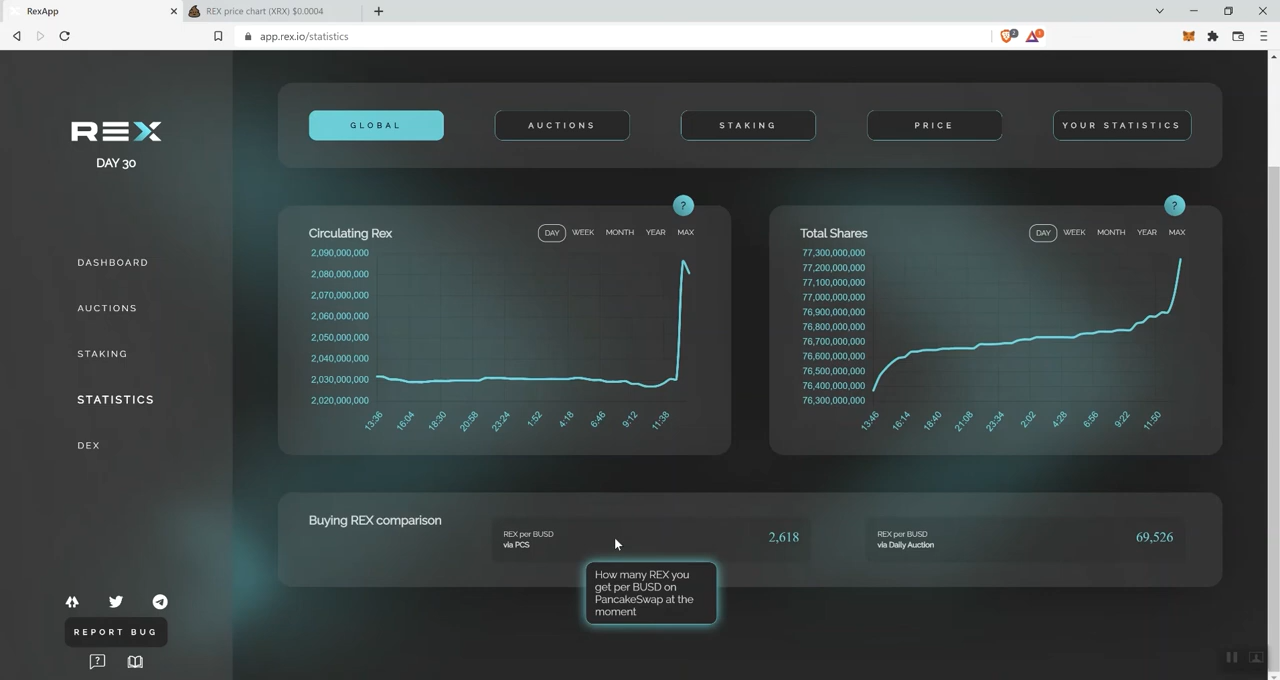 RexApp
REX price chart (XRX) $0.0004
app.rex.io/statistics
REX
DAY 30
DASHBOARD
AUCTIONS
STAKING
STATISTICS
DEX
REPORT BUG
GLOBAL
AUCTIONS
STAKING
PRICE
YOUR STATISTICS
?
Circulating Rex
DAY WEEK MONTH YEAR MAX
2,090,000,000
2,080,000,000
2,070,000,000
2,060,000,000
2,050,000,000
2,040,000,000
2,030,000,000
2,020,000,000
13:36 16:04 18:30 20:58 23:24 1:52 4:18 6:46 9:12 11:38
?
Total Shares
DAY WEEK MONTH YEAR MAX
77,300,000,000
77,200,000,000
77,100,000,000
77,000,000,000
76,900,000,000
76,800,000,000
76,700,000,000
76,600,000,000
76,500,000,000
76,400,000,000
76,300,000,000
13:46 16:14 18:40 21:08 23:34 2:02 4:28 6:56 9:22 11:50
Buying REX comparison
REX per BUSD
via PCS
2,618
REX per BUSD
via Daily Auction
69,526
How many REX you
get per BUSD on
PancakeSwap at the
moment